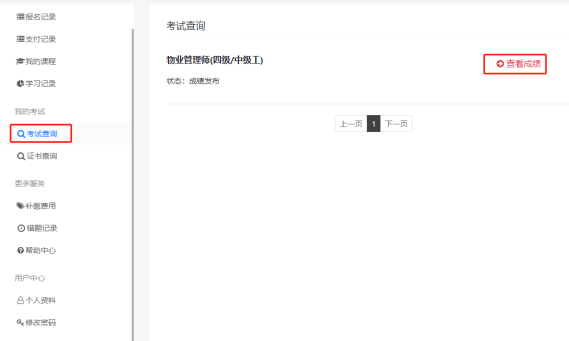 报名记录
支付记录
我的课程
学习记录
我的考试
考试查询
证书查询
更多服务
补缴费用
错题记录
帮助中心
用户中心
个人资料
修改密码
考试查询
物业管理师(四级/中级工)
查看成绩
状态：成绩发布
上一页 1 下一页